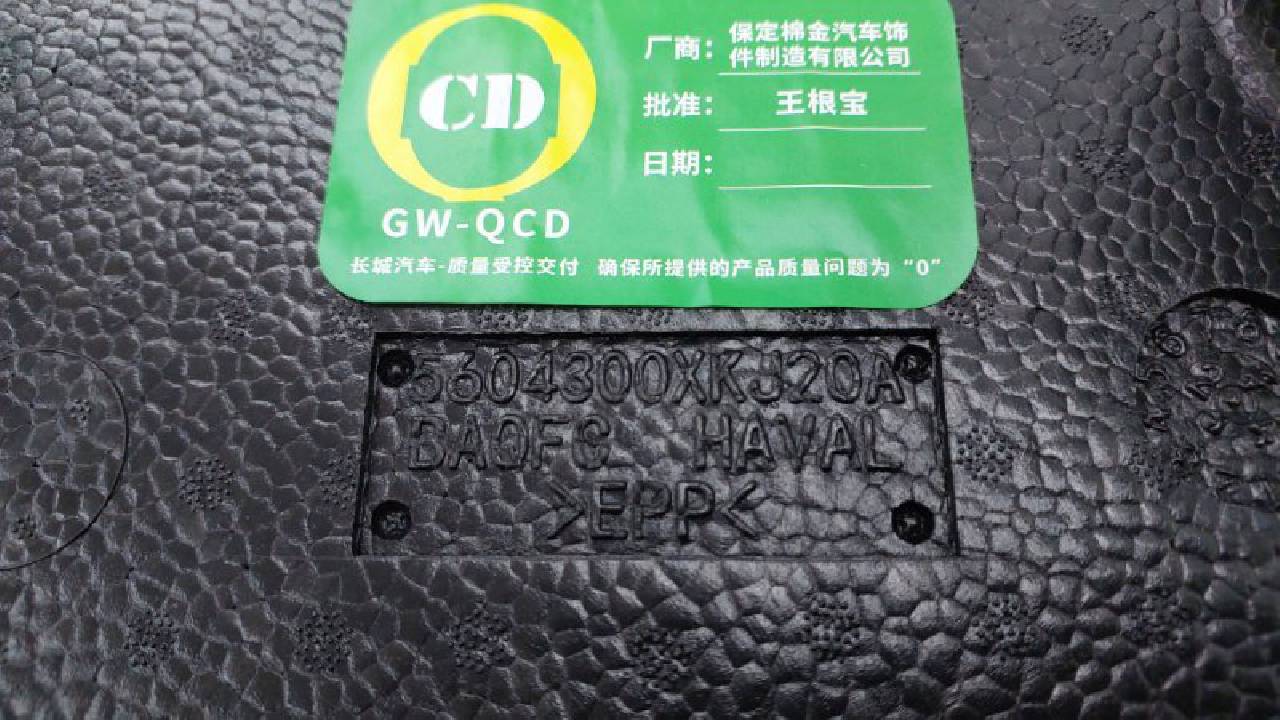 CD
GW-QCD
厂商：保定棉金汽车饰
件制造有限公司
批准：王根宝
日期：
长城汽车-质量受控交付 确保所提供的产品质量问题为“0”
5604300XKJ20A
BAOFC HAVAL
>EPP<